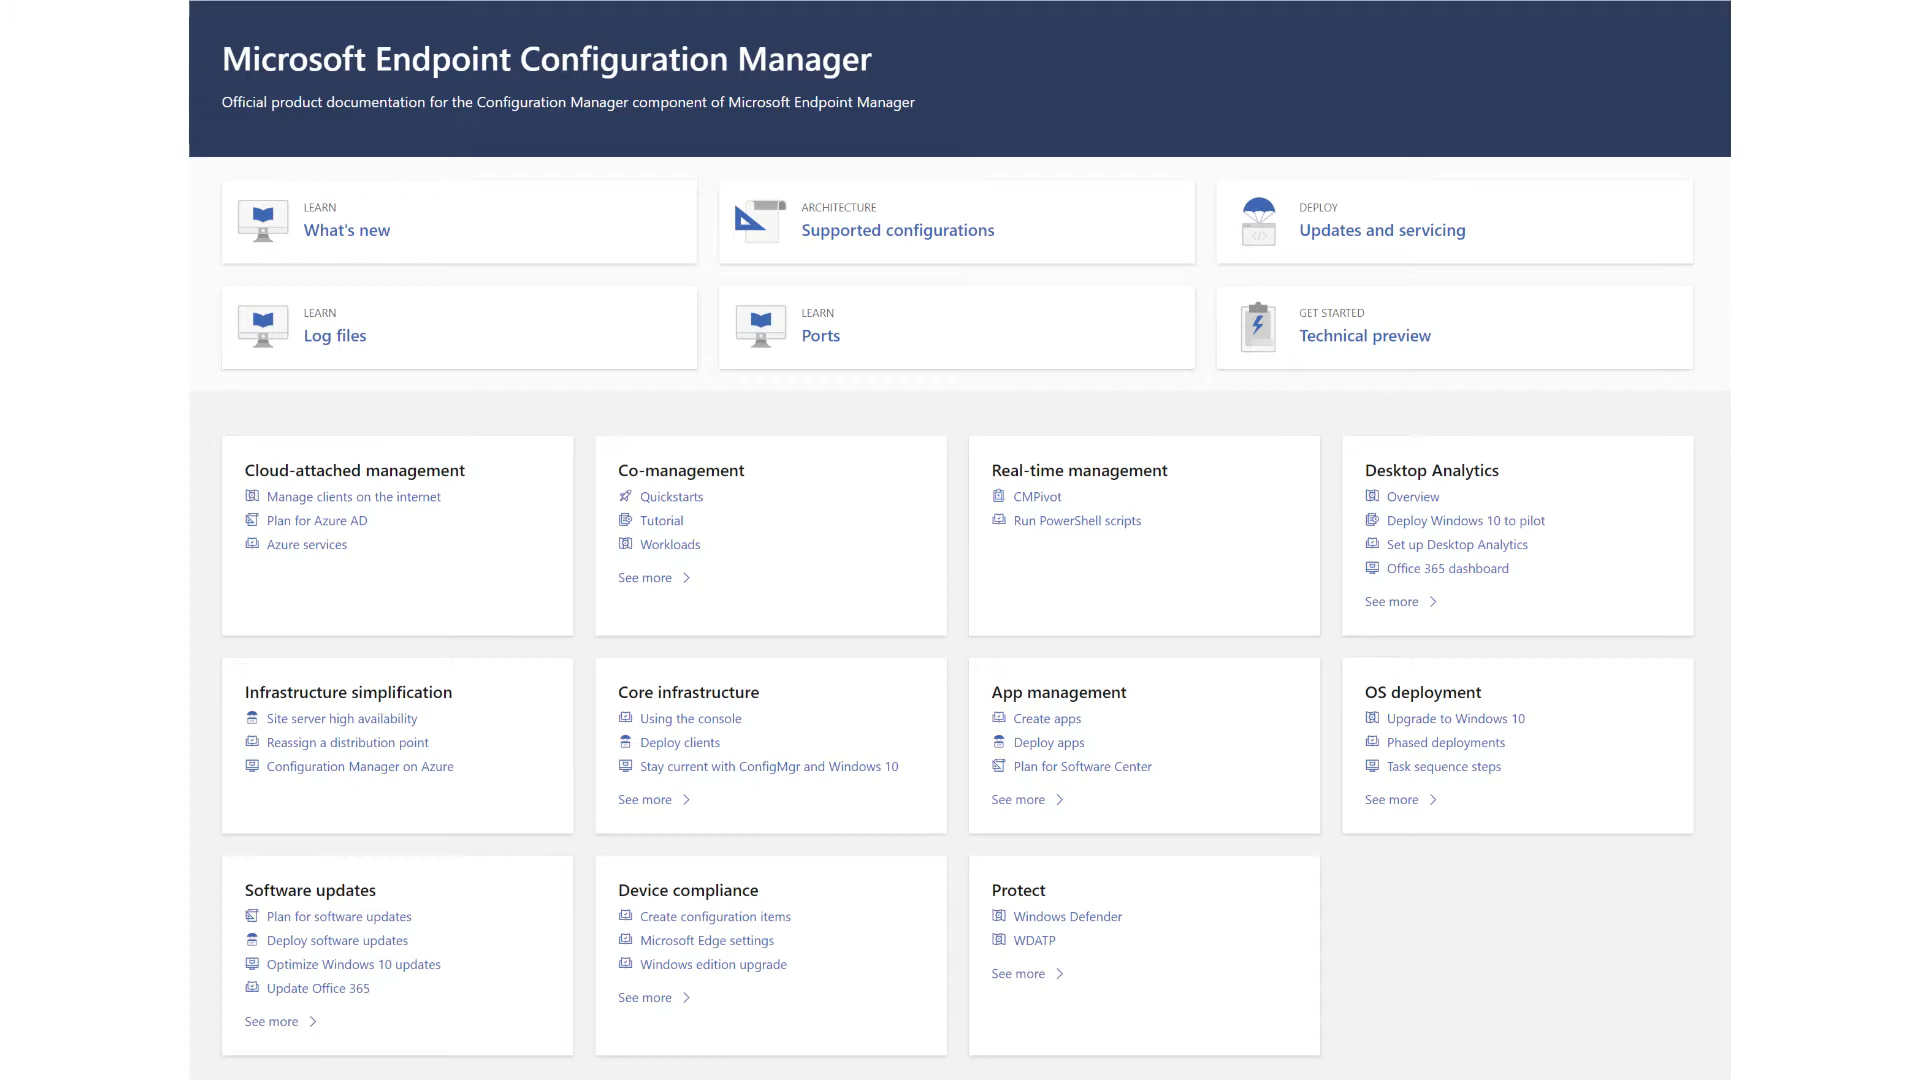 Microsoft Endpoint Configuration Manager
Official product documentation for the Configuration Manager component of Microsoft Endpoint Manager
LEARN
What's new
ARCHITECTURE
Supported configurations
DEPLOY
Updates and servicing
LEARN
Log files
LEARN
Ports
GET STARTED
Technical preview
Cloud-attached management
Manage clients on the internet
Plan for Azure AD
Azure services
Co-management
Quickstarts
Tutorial
Workloads
See more
Real-time management
CMPivot
Run PowerShell scripts
Desktop Analytics
Overview
Deploy Windows 10 to pilot
Set up Desktop Analytics
Office 365 dashboard
See more
Infrastructure simplification
Site server high availability
Reassign a distribution point
Configuration Manager on Azure
Core infrastructure
Using the console
Deploy clients
Stay current with ConfigMgr and Windows 10
See more
App management
Create apps
Deploy apps
Plan for Software Center
See more
OS deployment
Upgrade to Windows 10
Phased deployments
Task sequence steps
See more
Software updates
Plan for software updates
Deploy software updates
Optimize Windows 10 updates
Update Office 365
See more
Device compliance
Create configuration items
Microsoft Edge settings
Windows edition upgrade
See more
Protect
Windows Defender
WDATP
See more